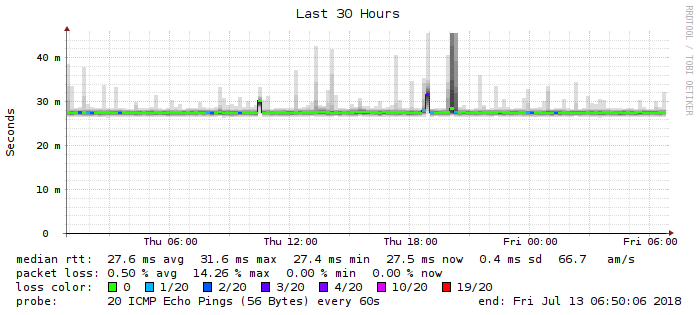 Last 30 Hours
RRDTOOL / TOBI OETIKER
Seconds
40 m
30 m
20 m
10 m
0
Thu 06:00 Thu 12:00 Thu 18:00 Fri 00:00 Fri 06:00
median rtt: 27.6 ms avg 31.6 ms max 27.4 ms min 27.5 ms now 0.4 ms sd 66.7 am/s
packet loss: 0.50 % avg 14.26 % max 0.00 % min 0.00 % now
loss color: 0 1/20 2/20 3/20 4/20 10/20 19/20
probe: 20 ICMP Echo Pings (56 Bytes) every 60s end: Fri Jul 13 06:50:06 2018